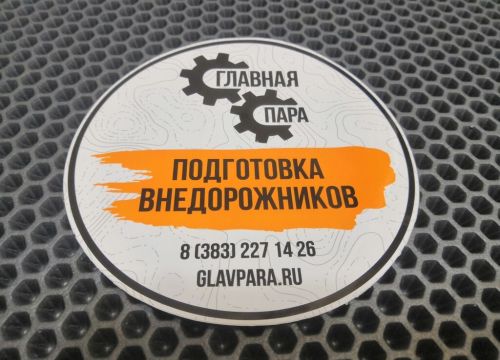 ГЛАВНАЯ
ПАРА
ПОДГОТОВКА
ВНЕДОРОЖНИКОВ
8 (383) 227 14 26
GLAVPARA.RU